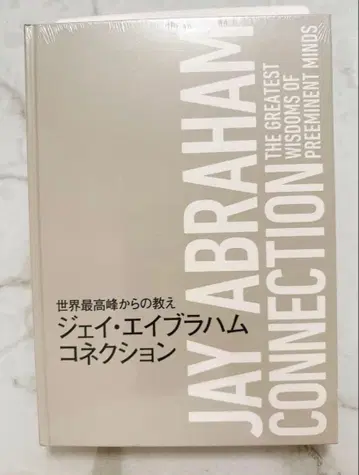 JAY ABRAHAM
CONNECTION
THE GREATEST
WISDOMS OF
PREEMINENT MINDS
世界最高峰からの教え
ジェイ・エイブラハム
コネクション